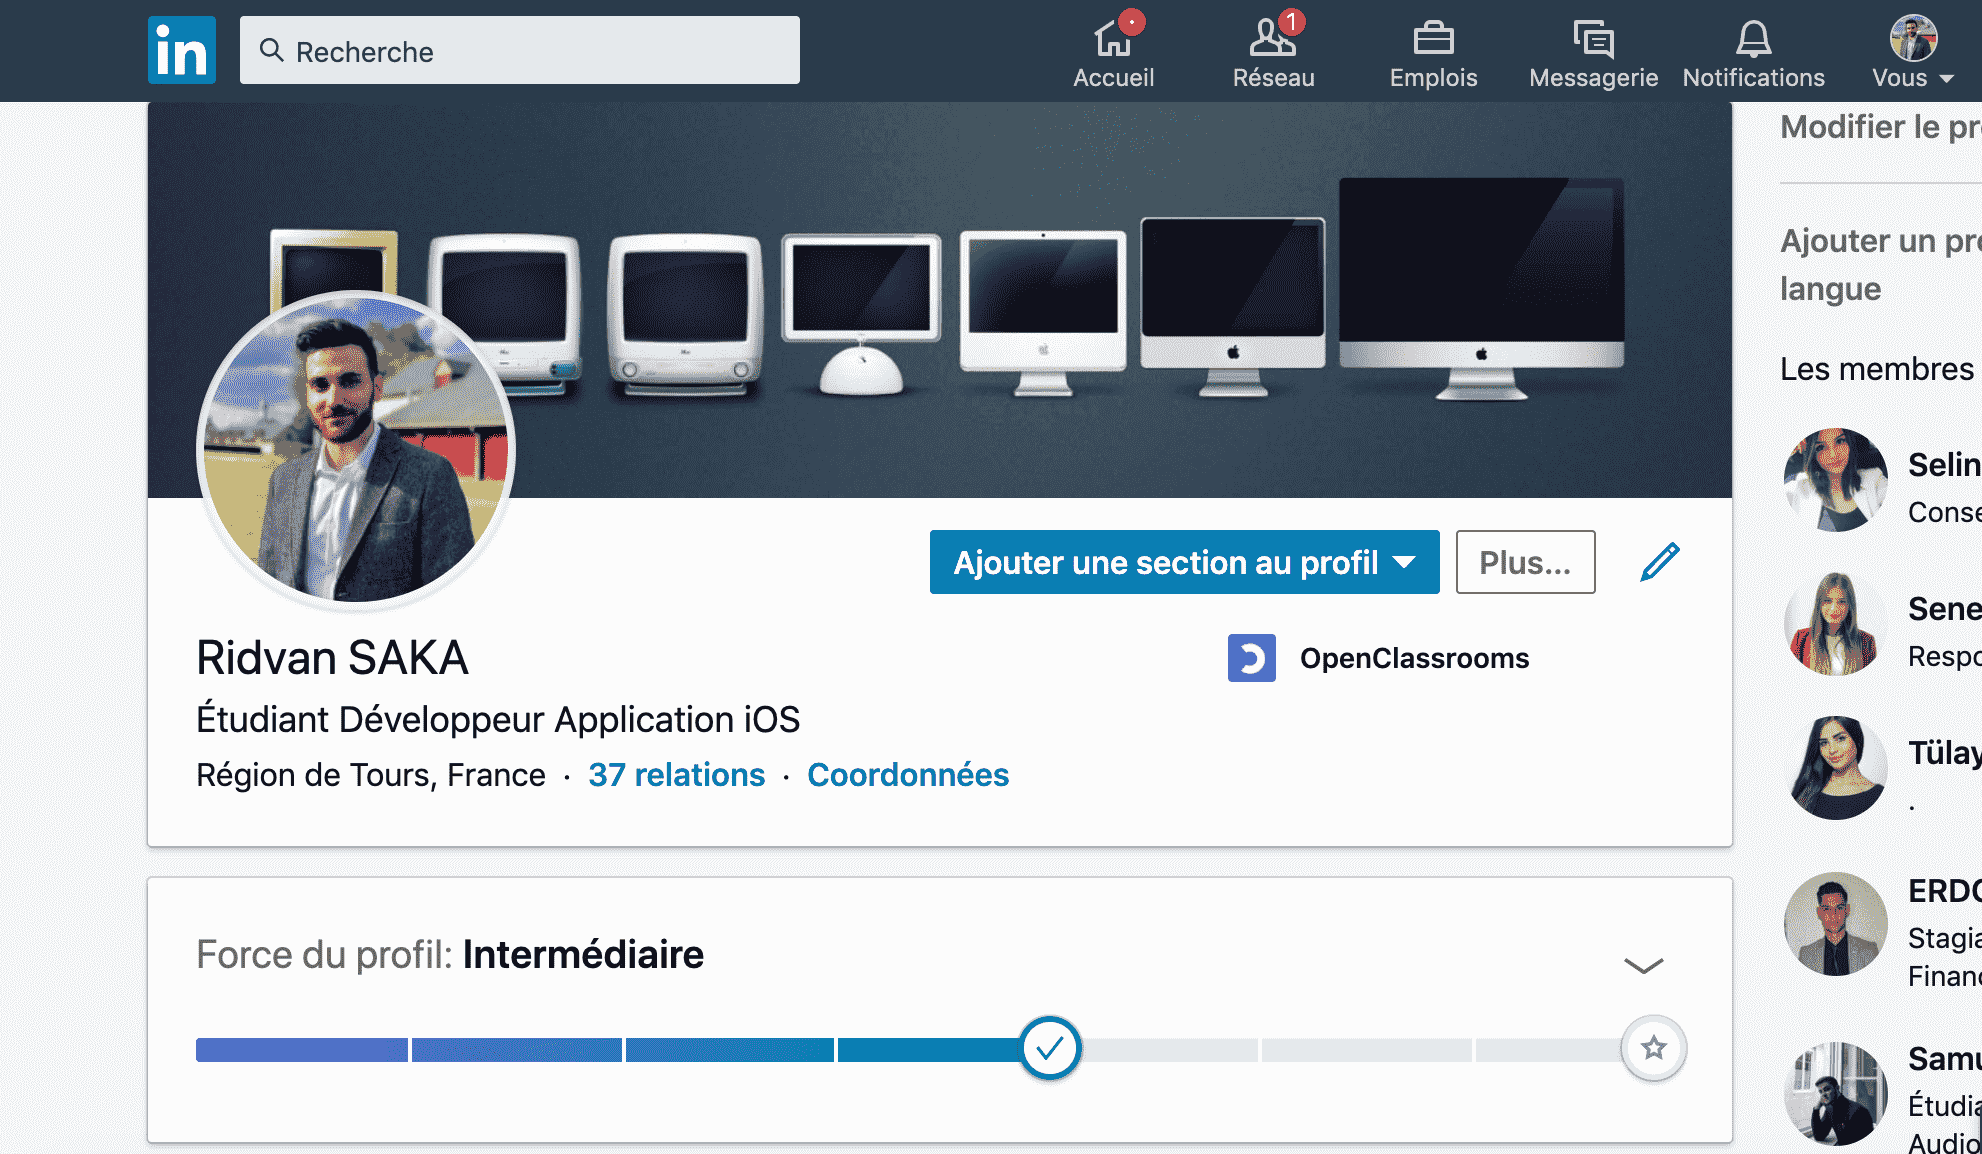 in
Recherche
1
Accueil
Réseau
Emplois
Messagerie
Notifications
Vous
Ajouter une section au profil
Plus...
Ridvan SAKA
OpenClassrooms
Étudiant Développeur Application iOS
Région de Tours, France · 37 relations · Coordonnées
Force du profil: Intermédiaire
Modifier le pr
Ajouter un pr
langue
Les membres
Selin
Conse
Sene
Respo
Tülay
.
ERDO
Stagia
Financ
Samu
Étudia
Audio